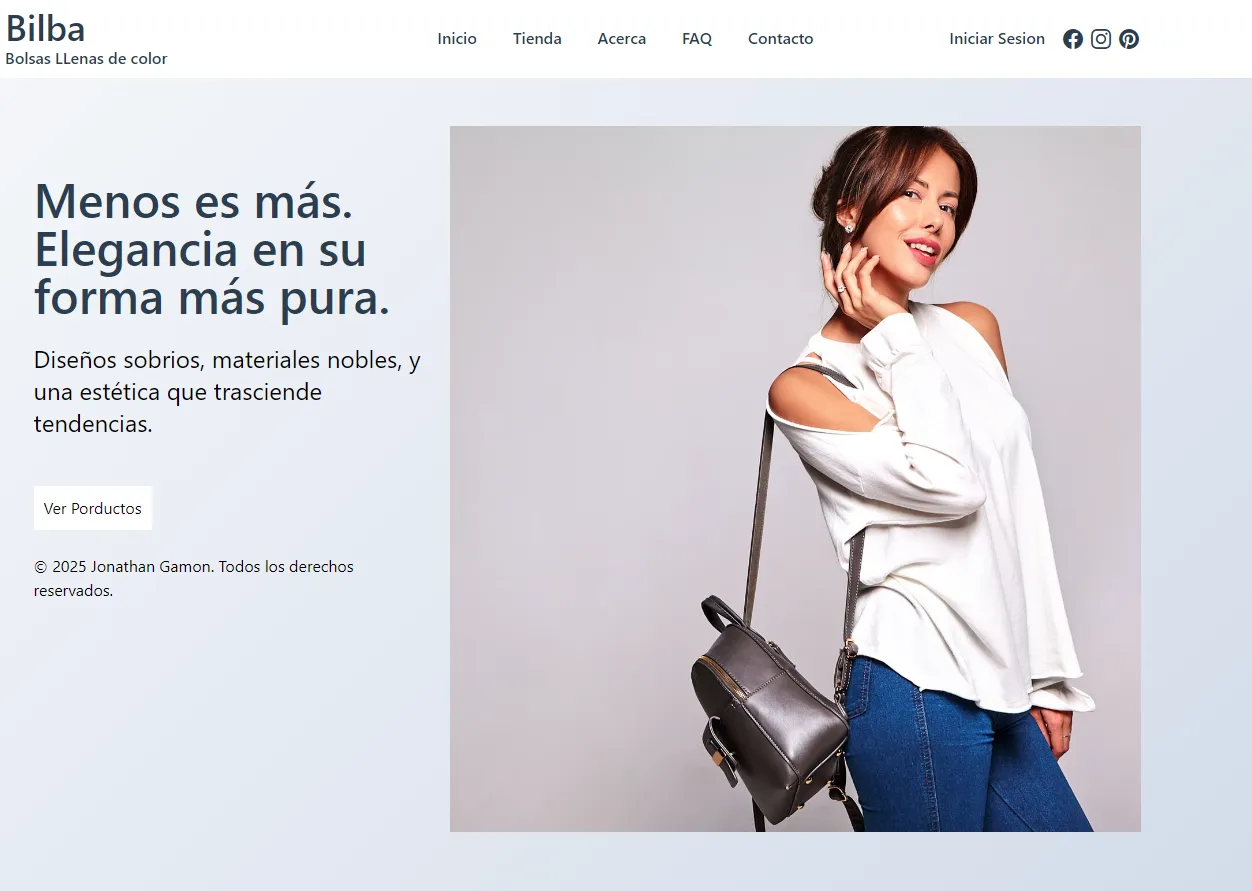 Bilba
Bolsas LLenas de color
Inicio Tienda Acerca FAQ Contacto Iniciar Sesion
Menos es más.
Elegancia en su
forma más pura.
Diseños sobrios, materiales nobles, y
una estética que trasciende
tendencias.
Ver Porductos
© 2025 Jonathan Gamon. Todos los derechos
reservados.